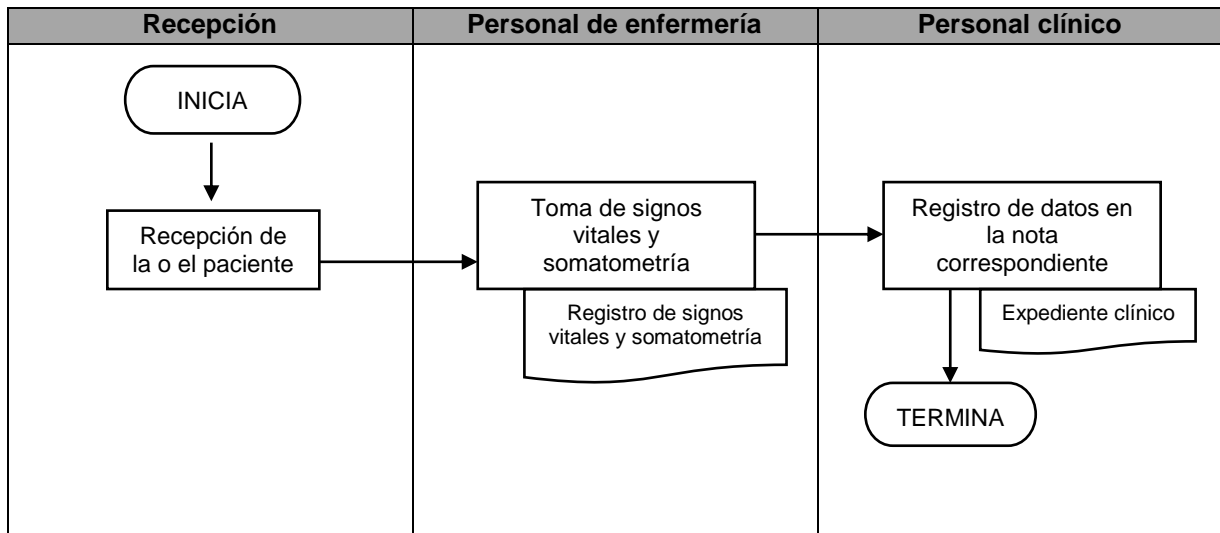 Recepción
Personal de enfermería
Personal clínico
INICIA
Recepción de
la o el paciente
Toma de signos
vitales y
somatometría
Registro de signos
vitales y somatometría
Registro de datos en
la nota
correspondiente
Expediente clínico
TERMINA